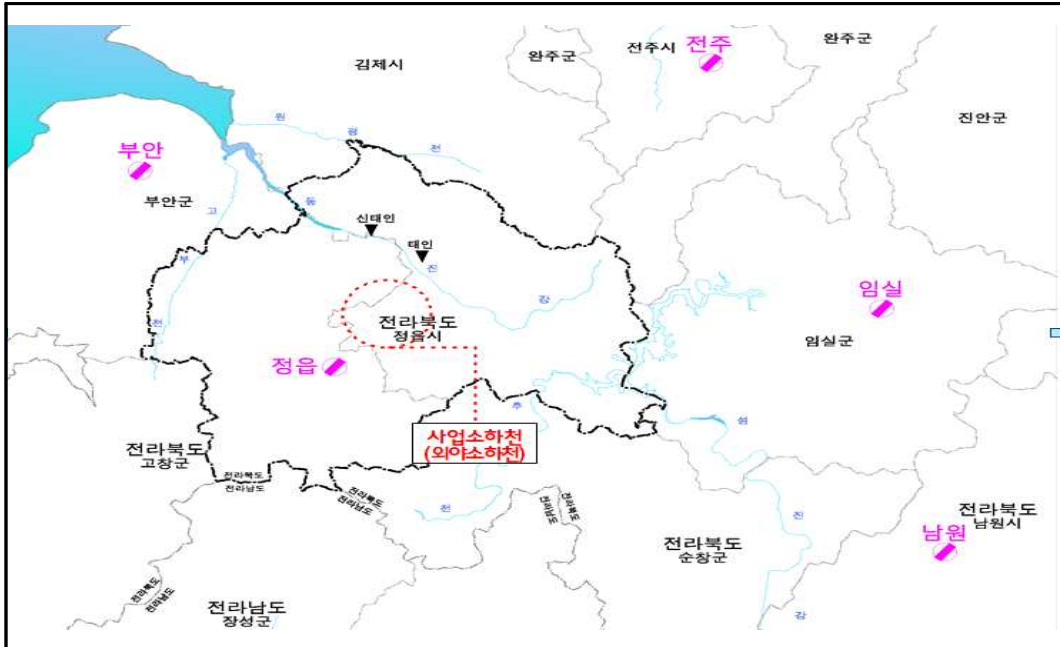 전주
완주군
전주시
완주군
김제시
진안군
원
평
천
부안
부안군
고
부
천
동
진
강
신태인
태인
임실
임실군
전라북도
정읍시
정읍
사업소하천
(외야소하천)
추
천
섬
진
강
전라북도
고창군
전라북도
전라남도
전라북도
전라남도
전라북도
전라남도
전라북도
전라남도
전라북도
순창군
전라북도
남원시
남원
전라남도
장성군